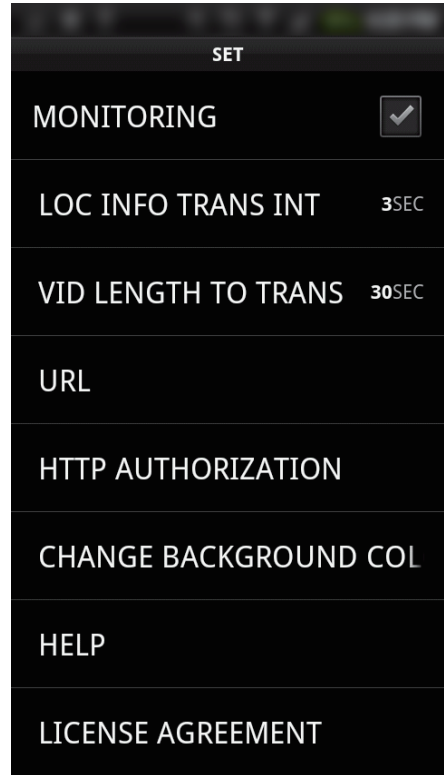 SET
MONITORING
LOC INFO TRANS INT 3SEC
VID LENGTH TO TRANS 30SEC
URL
HTTP AUTHORIZATION
CHANGE BACKGROUND COL
HELP
LICENSE AGREEMENT